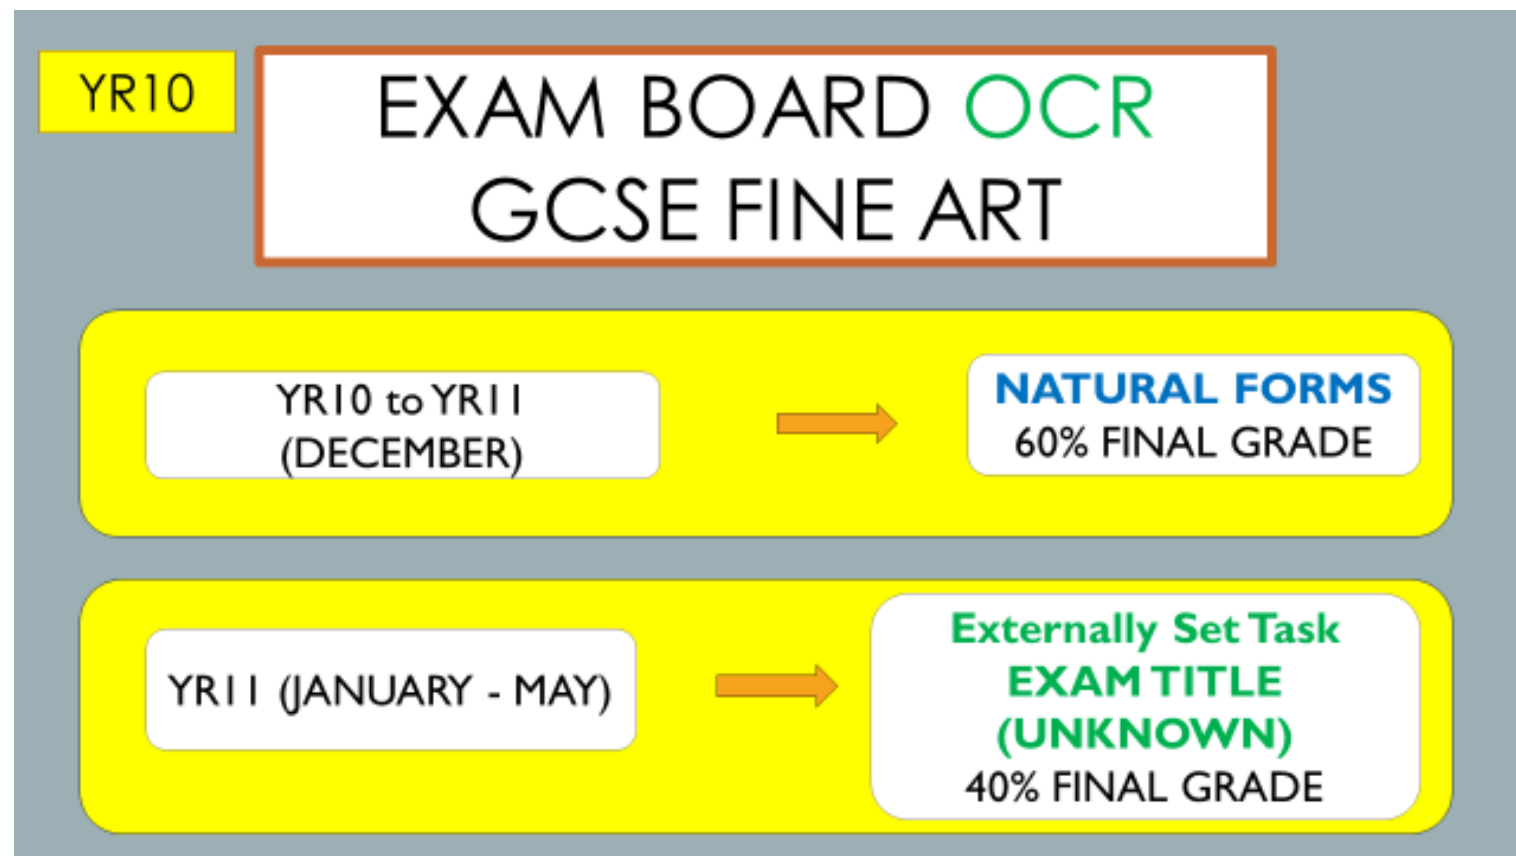 YR10
EXAM BOARD OCR
GCSE FINE ART
YR10 to YR11
(DECEMBER)
NATURAL FORMS
60% FINAL GRADE
YR11 (JANUARY - MAY)
Externally Set Task
EXAM TITLE
(UNKNOWN)
40% FINAL GRADE